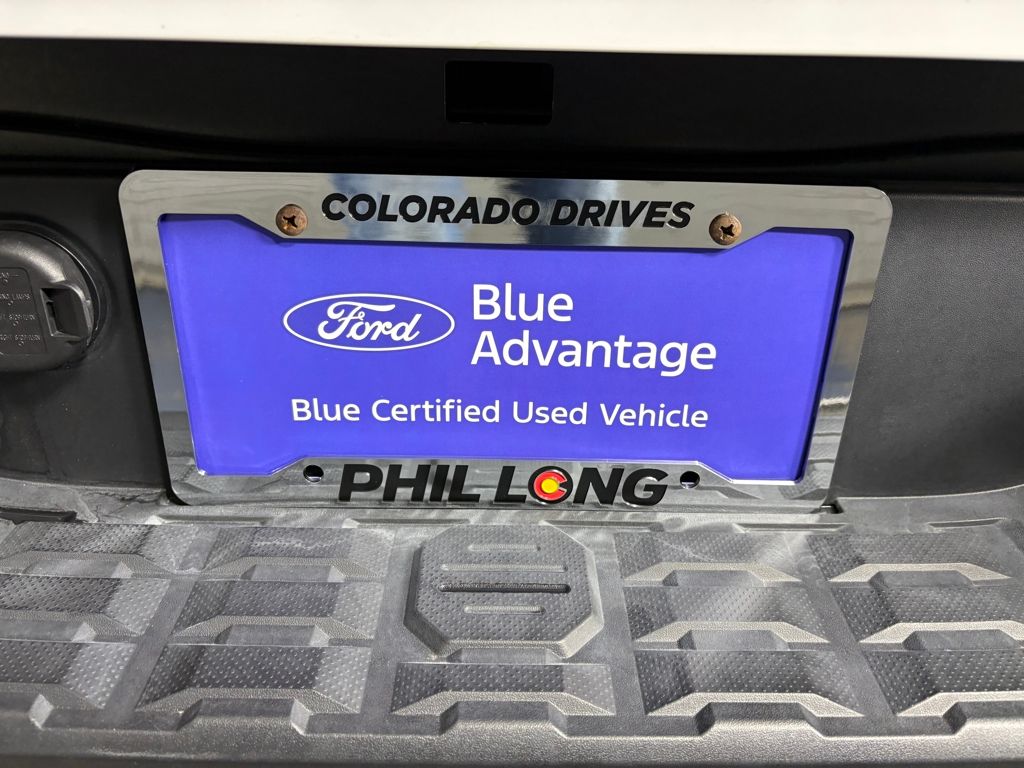 COLORADO DRIVES
Ford
Blue
Advantage
Blue Certified Used Vehicle
PHIL LONG